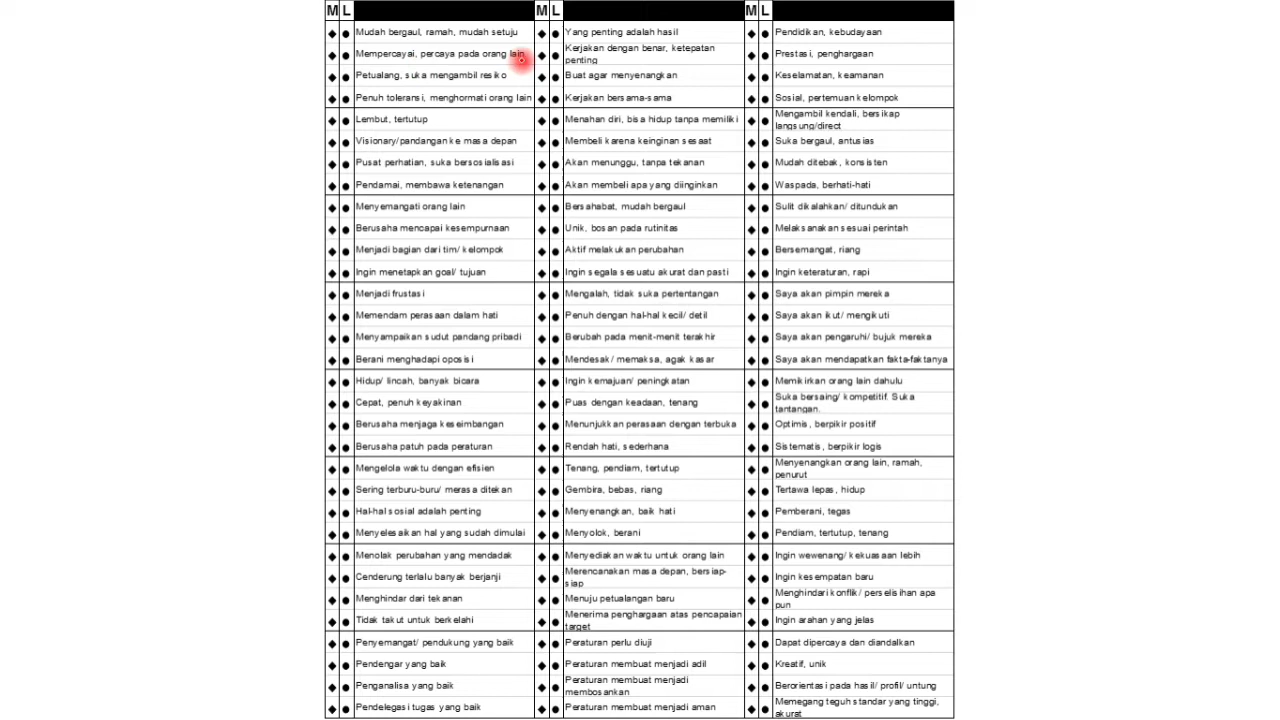 M L M L M L
Mudah bergaul, ramah, mudah setuju
Mempercayai, percaya pada orang lain
Petualang, suka mengambil resiko
Penuh toleransi, menghormati orang lain
Lembut, tertutup
Visionary/pandangan ke masa depan
Pusat perhatian, suka bersosialisasi
Pendamai, membawa ketenangan
Menyemangati orang lain
Berusaha mencapai kesempurnaan
Menjadi bagian dari tim/ kelompok
Ingin menetapkan goal/ tujuan
Menjadi frustasi
Memendam perasaan dalam hati
Menyampaikan sudut pandang pribadi
Berani menghadapi oposisi
Hidup/ lincah, banyak bicara
Cepat, penuh keyakinan
Berusaha menjaga keseimbangan
Berusaha patuh pada peraturan
Mengelola waktu dengan efisien
Sering terburu-buru/ merasa ditekan
Hal-hal sosial adalah penting
Menyelesaikan hal yang sudah dimulai
Menolak perubahan yang mendadak
Cenderung terlalu banyak berjanji
Menghindar dari tekanan
Tidak takut untuk berkelahi
Penyemangat/ pendukung yang baik
Pendengar yang baik
Penganalisa yang baik
Pendelegasi tugas yang baik
Yang penting adalah hasil
Kerjakan dengan benar, ketepatan
penting
Buat agar menyenangkan
Kerjakan bersama-sama
Menahan diri, bisa hidup tanpa memiliki
Membeli karena keinginan sesaat
Akan menunggu, tanpa tekanan
Akan membeli apa yang diinginkan
Bersahabat, mudah bergaul
Unik, bosan pada rutinitas
Aktif melakukan perubahan
Ingin segala sesuatu akurat dan pasti
Mengalah, tidak suka pertentangan
Penuh dengan hal-hal kecil/ detil
Berubah pada menit-menit terakhir
Mendesak/ memaksa, agak kasar
Ingin kemajuan/ peningkatan
Puas dengan keadaan, tenang
Menunjukkan perasaan dengan terbuka
Rendah hati, sederhana
Tenang, pendiam, tertutup
Gembira, bebas, riang
Menyenangkan, baik hati
Menyolok, berani
Menyediakan waktu untuk orang lain
Merencanakan masa depan, bersiap-
siap
Menuju petualangan baru
Menerima penghargaan atas pencapaian
target
Peraturan perlu diuji
Peraturan membuat menjadi adil
Peraturan membuat menjadi
membosankan
Peraturan membuat menjadi aman
Pendidikan, kebudayaan
Prestasi, penghargaan
Keselamatan, keamanan
Sosial, pertemuan kelompok
Mengambil kendali, bersikap
langsung/direct
Suka bergaul, antusias
Mudah ditebak, konsisten
Waspada, berhati-hati
Sulit dikalahkan/ ditundukan
Melaksanakan sesuai perintah
Bersemangat, riang
Ingin keteraturan, rapi
Saya akan pimpin mereka
Saya akan ikut/ mengikuti
Saya akan pengaruhi/ bujuk mereka
Saya akan mendapatkan fakta-faktanya
Memikirkan orang lain dahulu
Suka bersaing/ kompetitif. Suka
tantangan.
Optimis, berpikir positif
Sistematis, berpikir logis
Menyenangkan orang lain, ramah,
penurut
Tertawa lepas, hidup
Pemberani, tegas
Pendiam, tertutup, tenang
Ingin wewenang/ kekuasaan lebih
Ingin kesempatan baru
Menghindari konflik/ perselisihan apa
pun
Ingin arahan yang jelas
Dapat dipercaya dan diandalkan
Kreatif, unik
Berorientasi pada hasil/ profil/ untung
Memegang teguh standar yang tinggi,
akurat